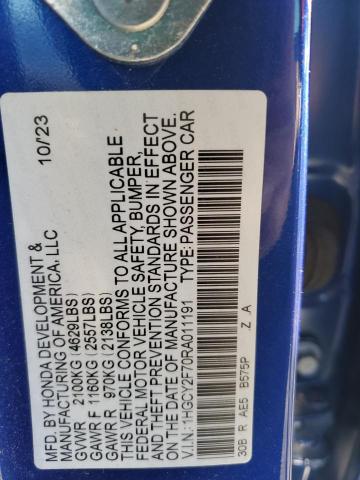 MFD. BY HONDA DEVELOPMENT & 10/23
MANUFACTURING OF AMERICA, LLC
GVWR 2100KG (4629LBS)
GAWR F 1160KG (2557LBS)
GAWR R 970KG (2138LBS)
THIS VEHICLE CONFORMS TO ALL APPLICABLE
FEDERAL MOTOR VEHICLE SAFETY, BUMPER,
AND THEFT PREVENTION STANDARDS IN EFFECT
ON THE DATE OF MANUFACTURE SHOWN ABOVE.
V.I.N.: 1HGCY2F70RA011191 TYPE: PASSENGER CAR
30B R AE5 B575P Z .A